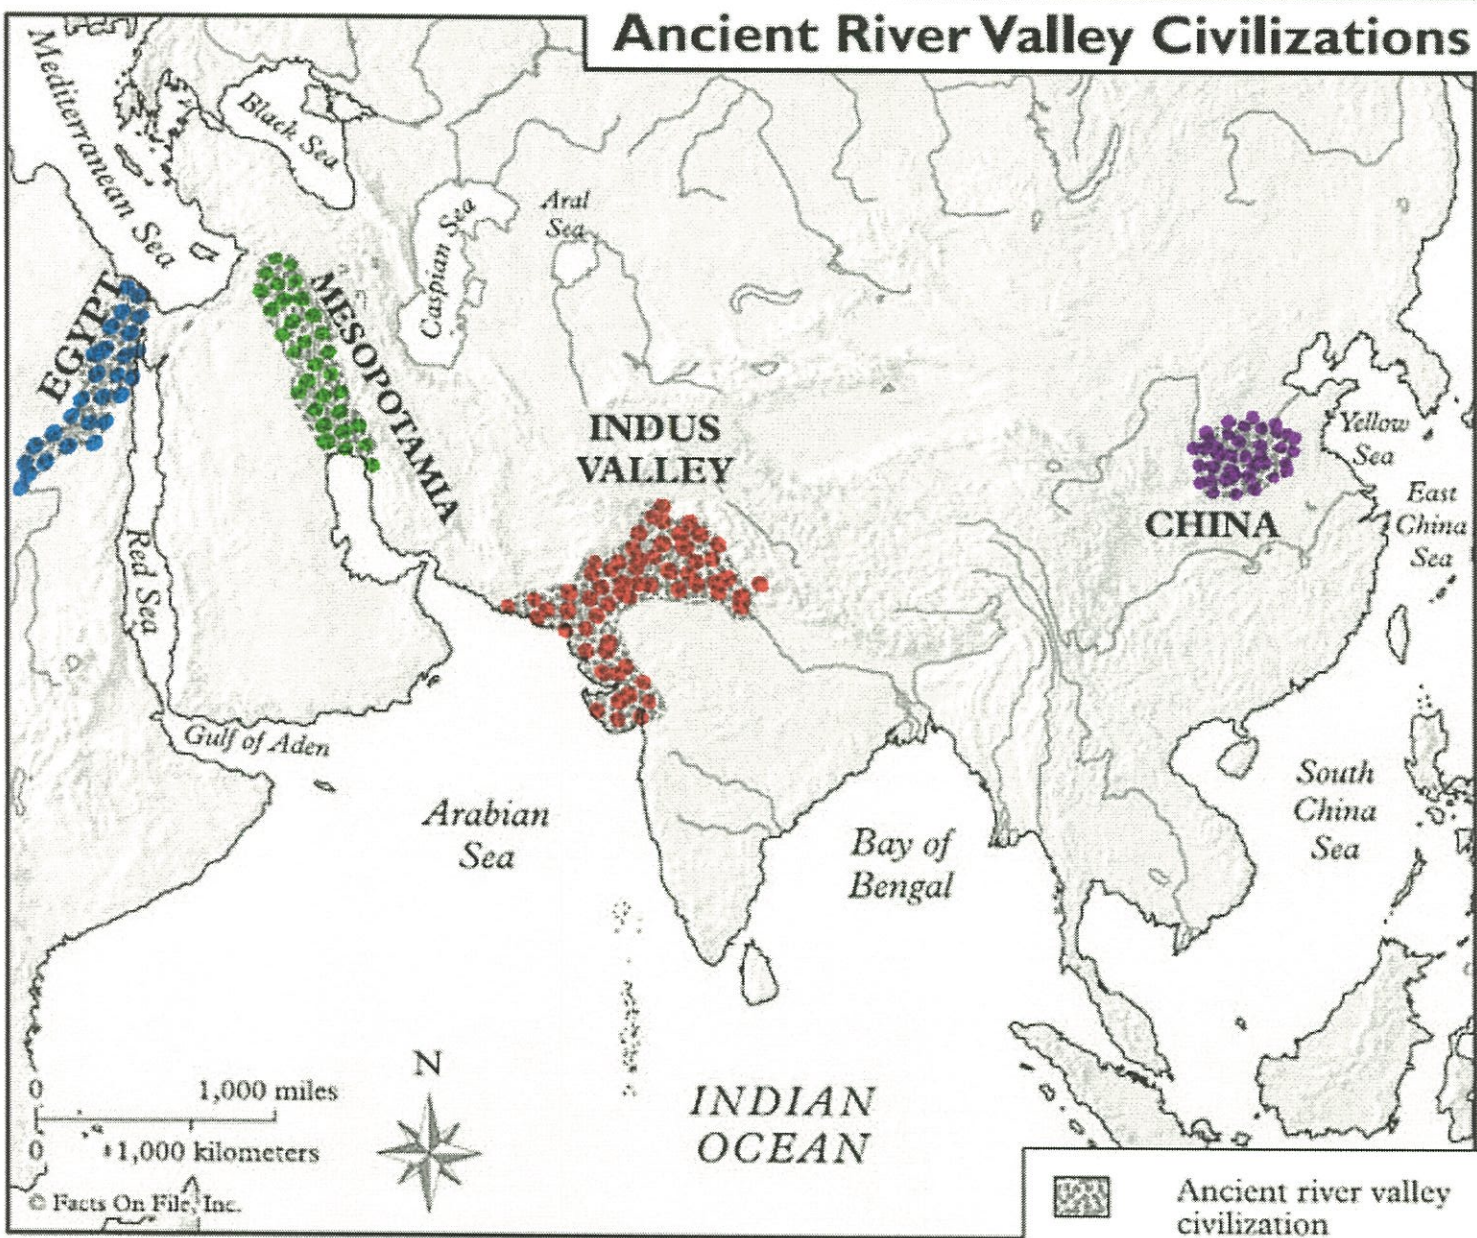 Ancient River Valley Civilizations
Mediterranean Sea
Black Sea
Caspian Sea
Aral
Sea
EGYPT
MESOPOTAMIA
INDUS
VALLEY
CHINA
Yellow
Sea
East
China
Sea
Red Sea
Gulf of Aden
Arabian
Sea
Bay of
Bengal
South
China
Sea
INDIAN
OCEAN
N
0
1,000 miles
0
1,000 kilometers
© Facts On File, Inc.
Ancient river valley
civilization